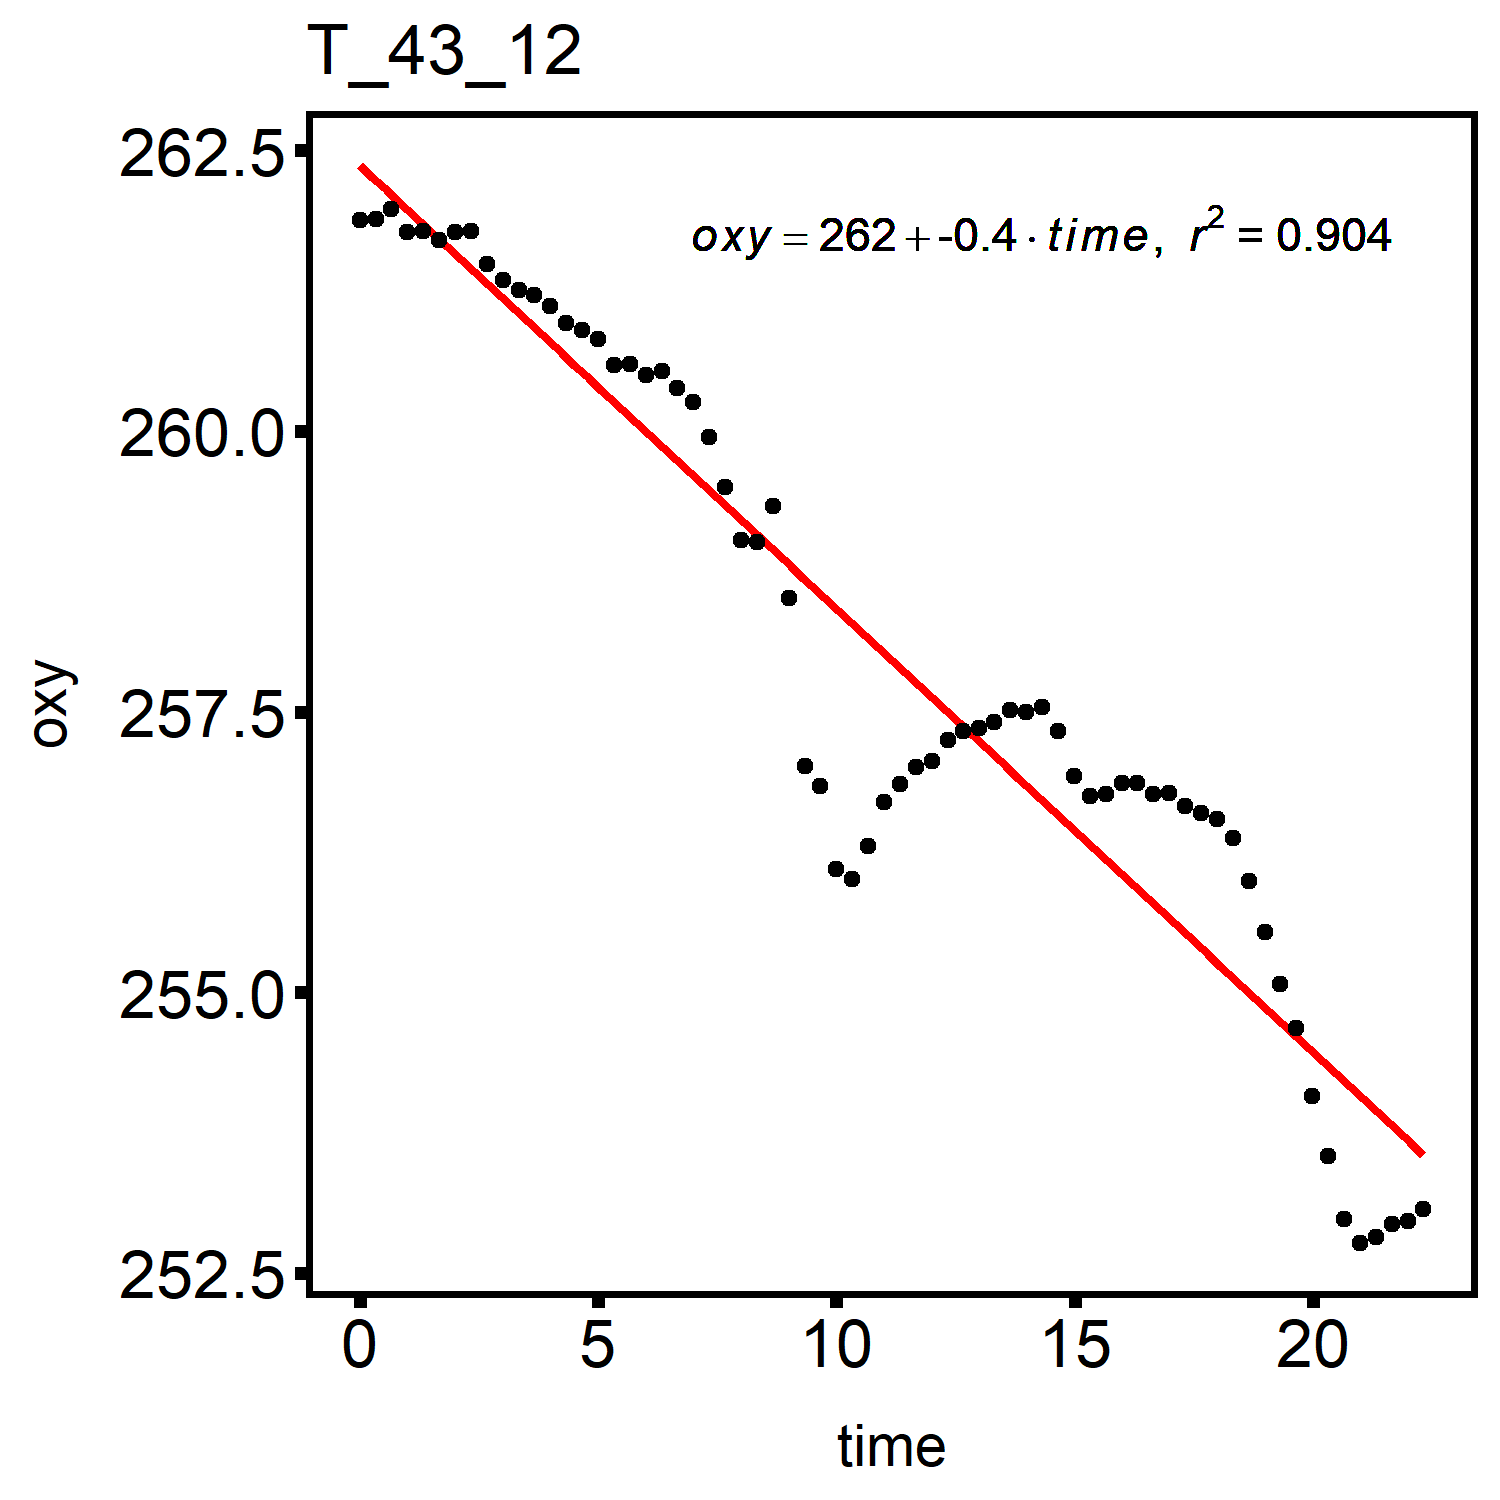 T_43_12
262.5
oxy = 262 + -0.4 · time, r² = 0.904
260.0
257.5
oxy
255.0
252.5
0 5 10 15 20
time